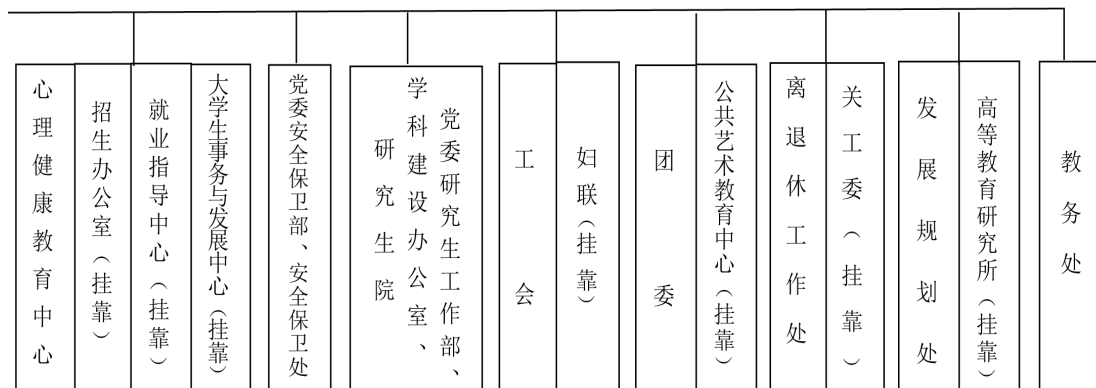 心理健康教育中心
招生办公室（挂靠）
就业指导中心（挂靠）
大学生事务与发展中心（挂靠）
党委安全保卫部、安全保卫处
党委研究生工作部、
学科建设办公室、
研究生院
工会
妇联（挂靠）
团委
公共艺术教育中心（挂靠）
离退休工作处
关工委（挂靠）
发展规划处
高等教育研究所（挂靠）
教务处